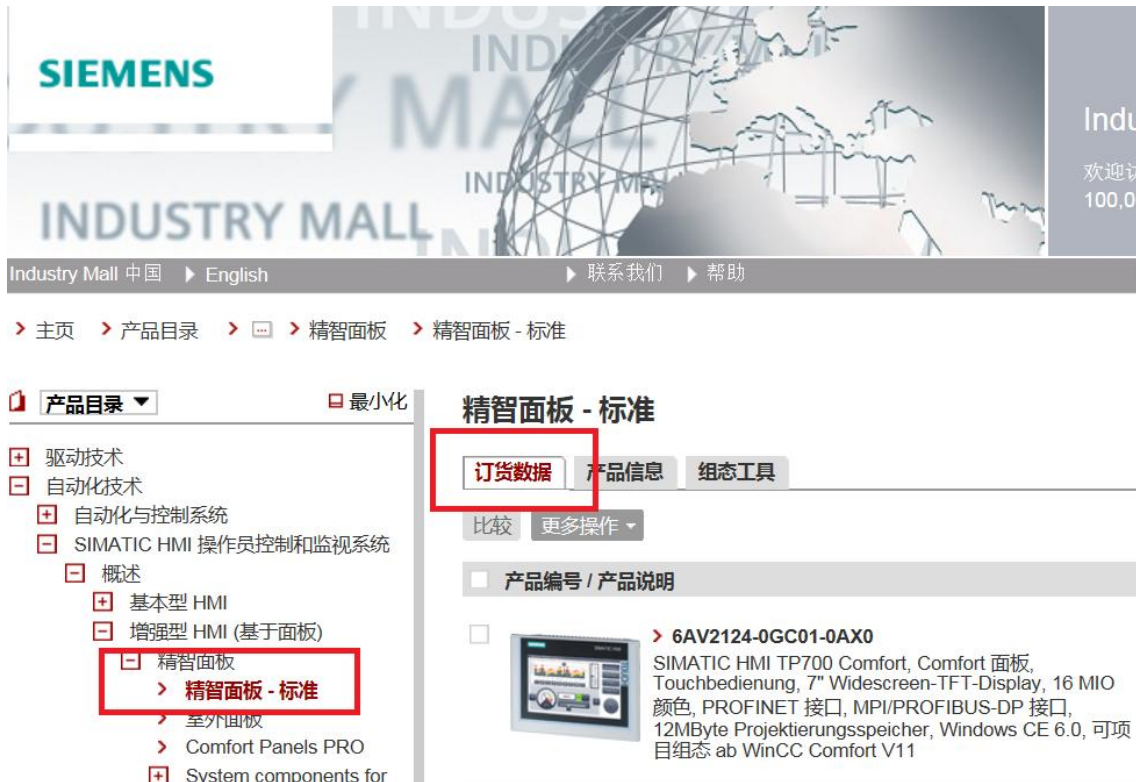 SIEMENS
INDUSTRY MALL
INDUSTRY MALL
Indu
欢迎访
100,0
Industry Mall 中国 English 联系我们 帮助
主页 产品目录 ... 精智面板 精智面板 - 标准
产品目录 最小化
驱动技术
自动化技术
自动化与控制系统
SIMATIC HMI 操作员控制和监视系统
概述
基本型 HMI
增强型 HMI (基于面板)
精智面板
精智面板 - 标准
室外面板
Comfort Panels PRO
System components for
精智面板 - 标准
订货数据 产品信息 组态工具
比较 更多操作
产品编号 / 产品说明
6AV2124-0GC01-0AX0
SIMATIC HMI TP700 Comfort, Comfort 面板,
Touchbedienung, 7" Widescreen-TFT-Display, 16 MIO
颜色, PROFINET 接口, MPI/PROFIBUS-DP 接口,
12MByte Projektierungsspeicher, Windows CE 6.0, 可项
目组态 ab WinCC Comfort V11